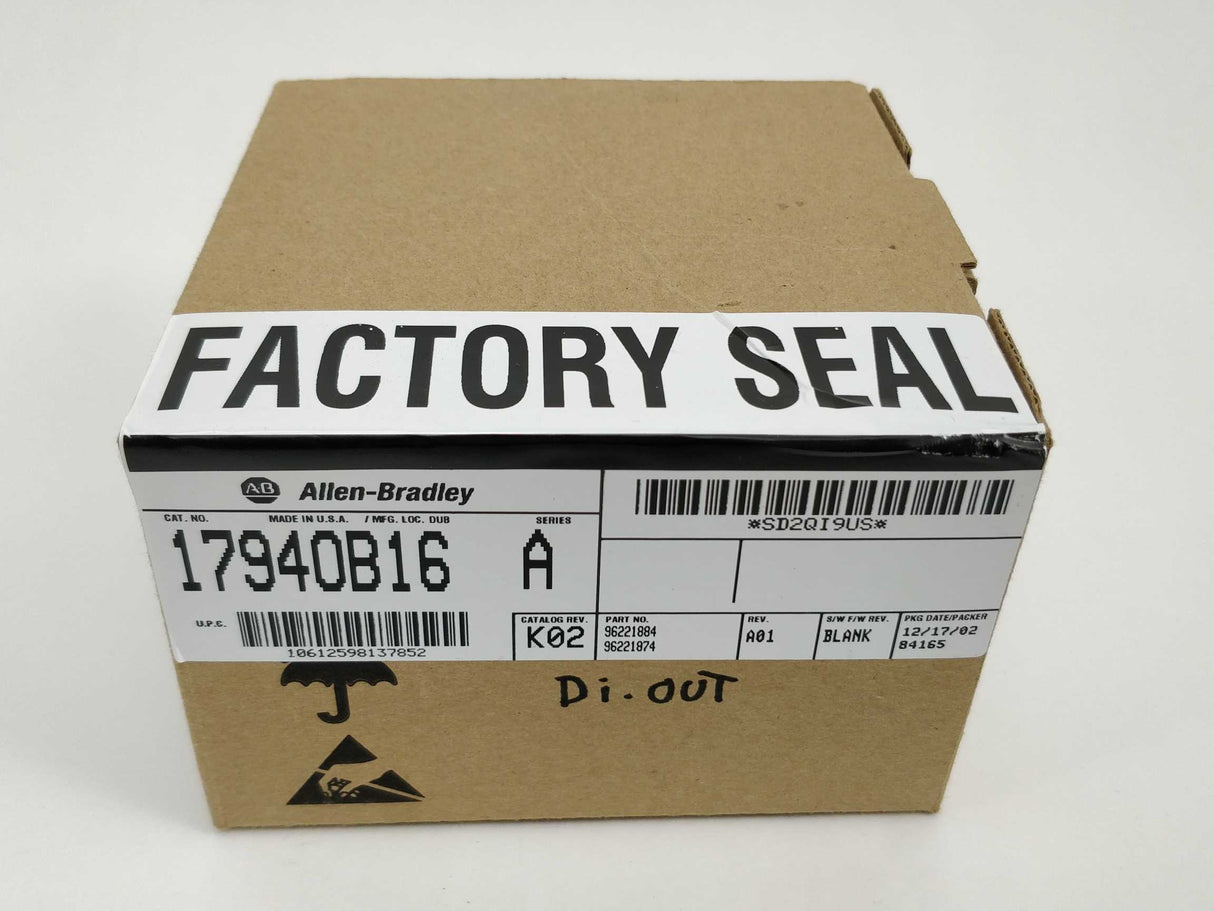 FACTORY SEAL
AB Allen-Bradley
CAT. NO. MADE IN U.S.A. / MFG. LOC. DUB SERIES
1794OB16 A
U.P.C.
10612598137852
CATALOG REV.
K02
*SD2QI9US*
PART NO.
96221884
96221874
REV.
A01
S/W F/W REV.
BLANK
PKG DATE/PACKER
12/17/02
84165
Di-OUT